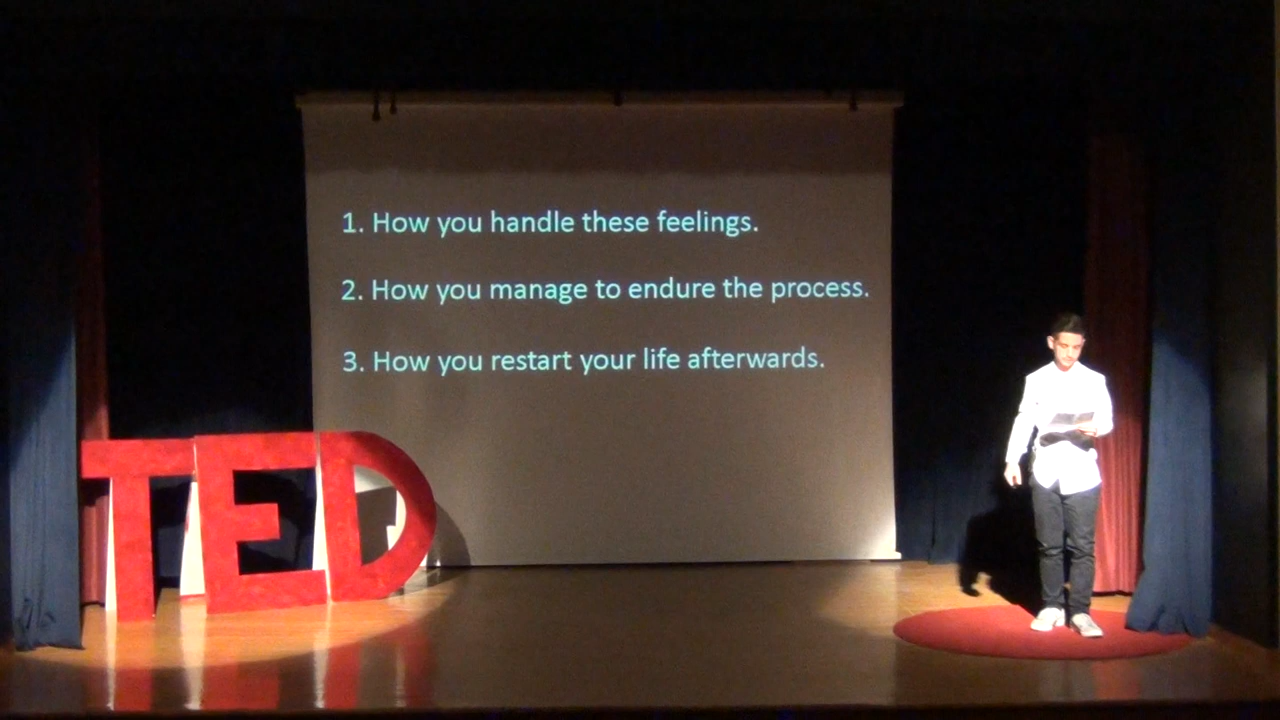 1. How you handle these feelings.
2. How you manage to endure the process.
3. How you restart your life afterwards.
TED